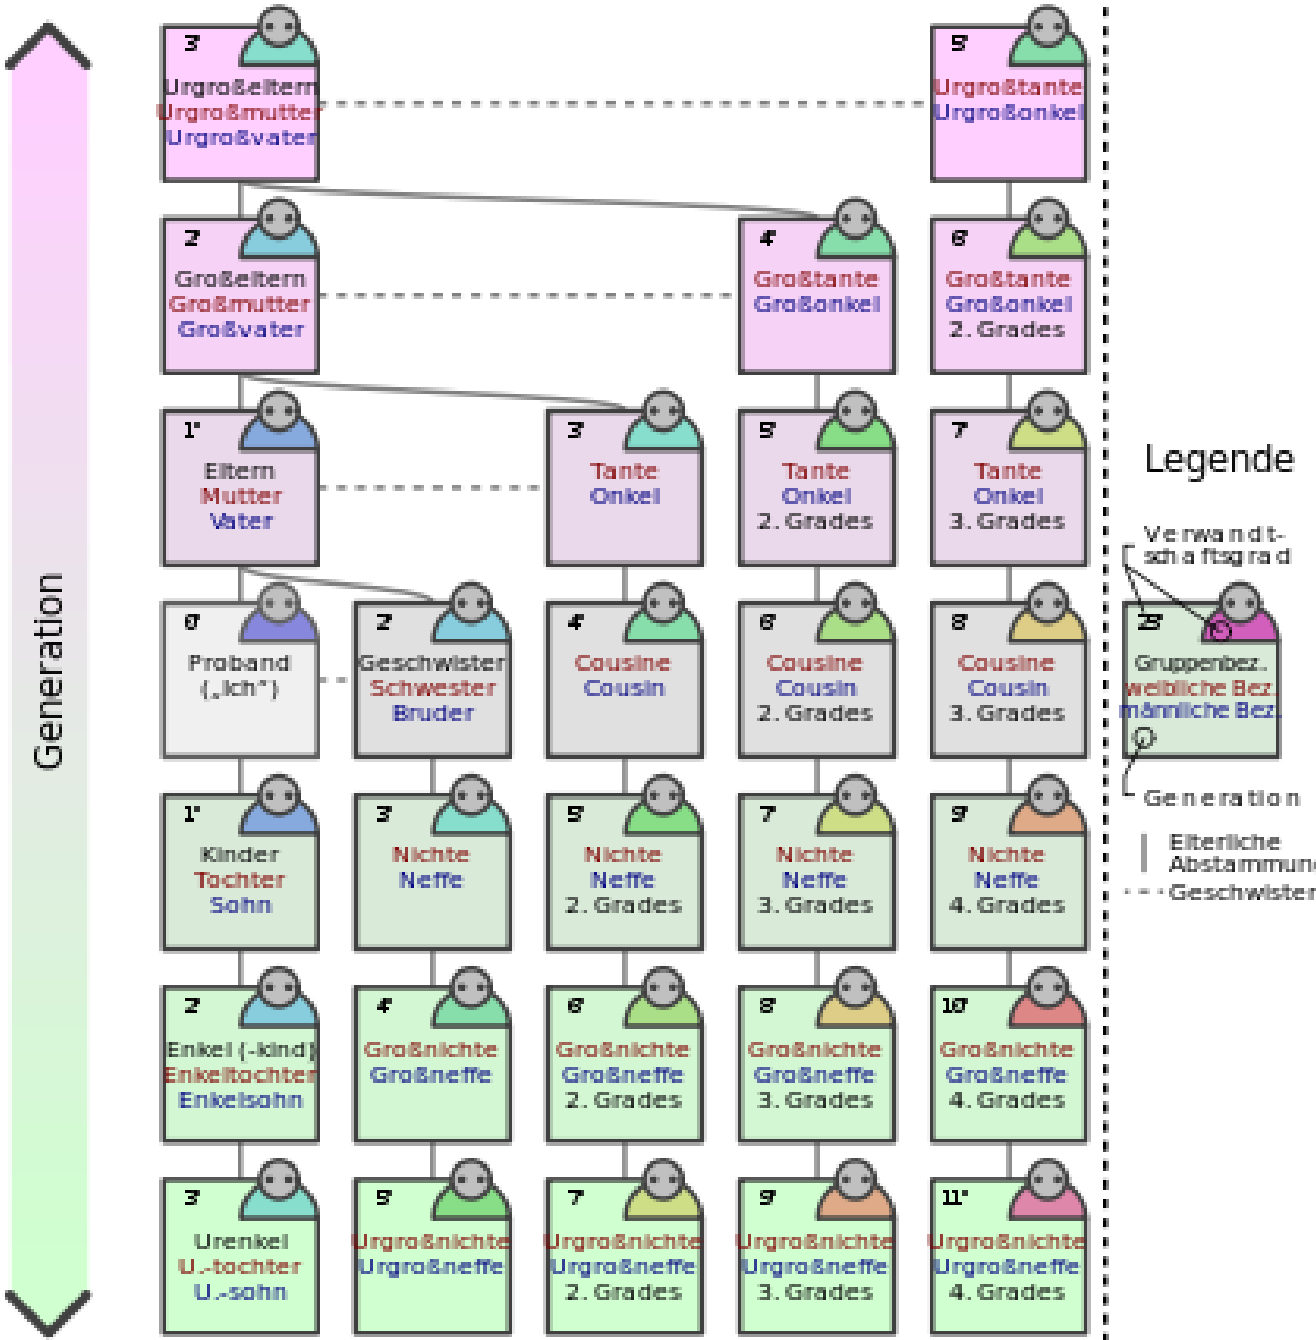 3°
Urgroßeltern
Urgroßmutter
Urgroßvater
5°
Urgroßtante
Urgroßonkel
2°
Großeltern
Großmutter
Großvater
4°
Großtante
Großonkel
6°
Großtante
Großonkel
2. Grades
1°
Eltern
Mutter
Vater
3°
Tante
Onkel
5°
Tante
Onkel
2. Grades
7°
Tante
Onkel
3. Grades
0°
Proband
(„Ich“)
2°
Geschwister
Schwester
Bruder
4°
Cousine
Cousin
6°
Cousine
Cousin
2. Grades
8°
Cousine
Cousin
3. Grades
1°
Kinder
Tochter
Sohn
3°
Nichte
Neffe
5°
Nichte
Neffe
2. Grades
7°
Nichte
Neffe
3. Grades
9°
Nichte
Neffe
4. Grades
2°
Enkel (-kind)
Enkeltochter
Enkelsohn
4°
Großnichte
Großneffe
6°
Großnichte
Großneffe
2. Grades
8°
Großnichte
Großneffe
3. Grades
10°
Großnichte
Großneffe
4. Grades
3°
Urenkel
U.-tochter
U.-sohn
5°
Urgroßnichte
Urgroßneffe
7°
Urgroßnichte
Urgroßneffe
2. Grades
9°
Urgroßnichte
Urgroßneffe
3. Grades
11°
Urgroßnichte
Urgroßneffe
4. Grades
Generation
Legende
Verwandt-
schaftsgrad
Gruppenbez.
weibliche Bez.
männliche Bez.
Generation
Elterliche
Abstammung
Geschwister